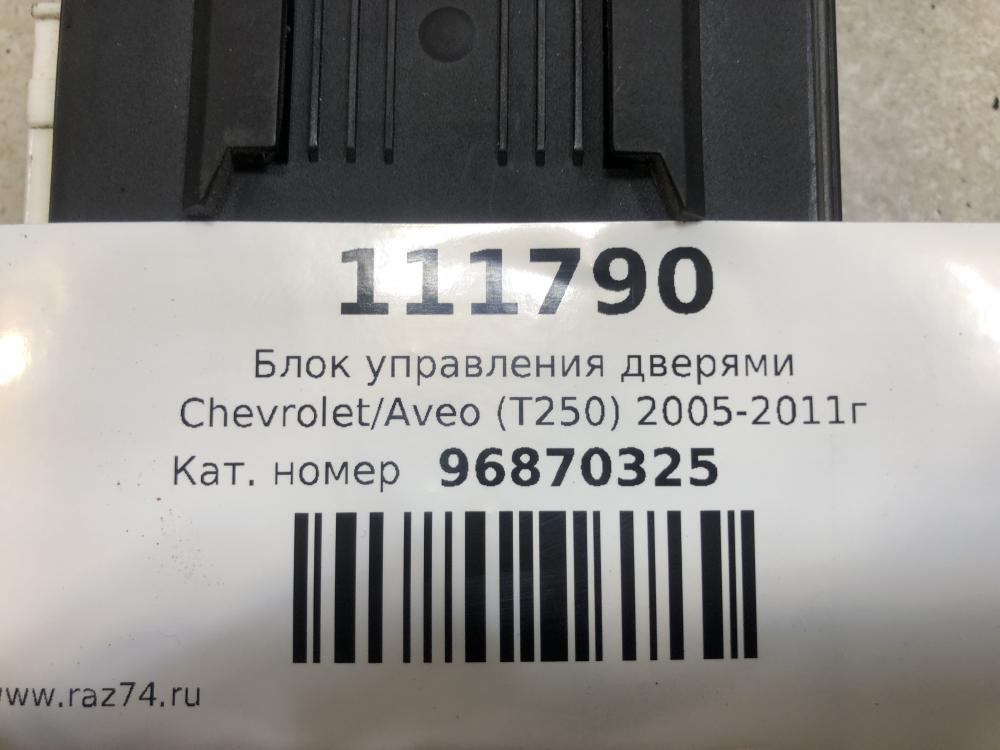 111790
Блок управления дверями
Chevrolet/Aveo (T250) 2005-2011г
Кат. номер 96870325
www.raz74.ru